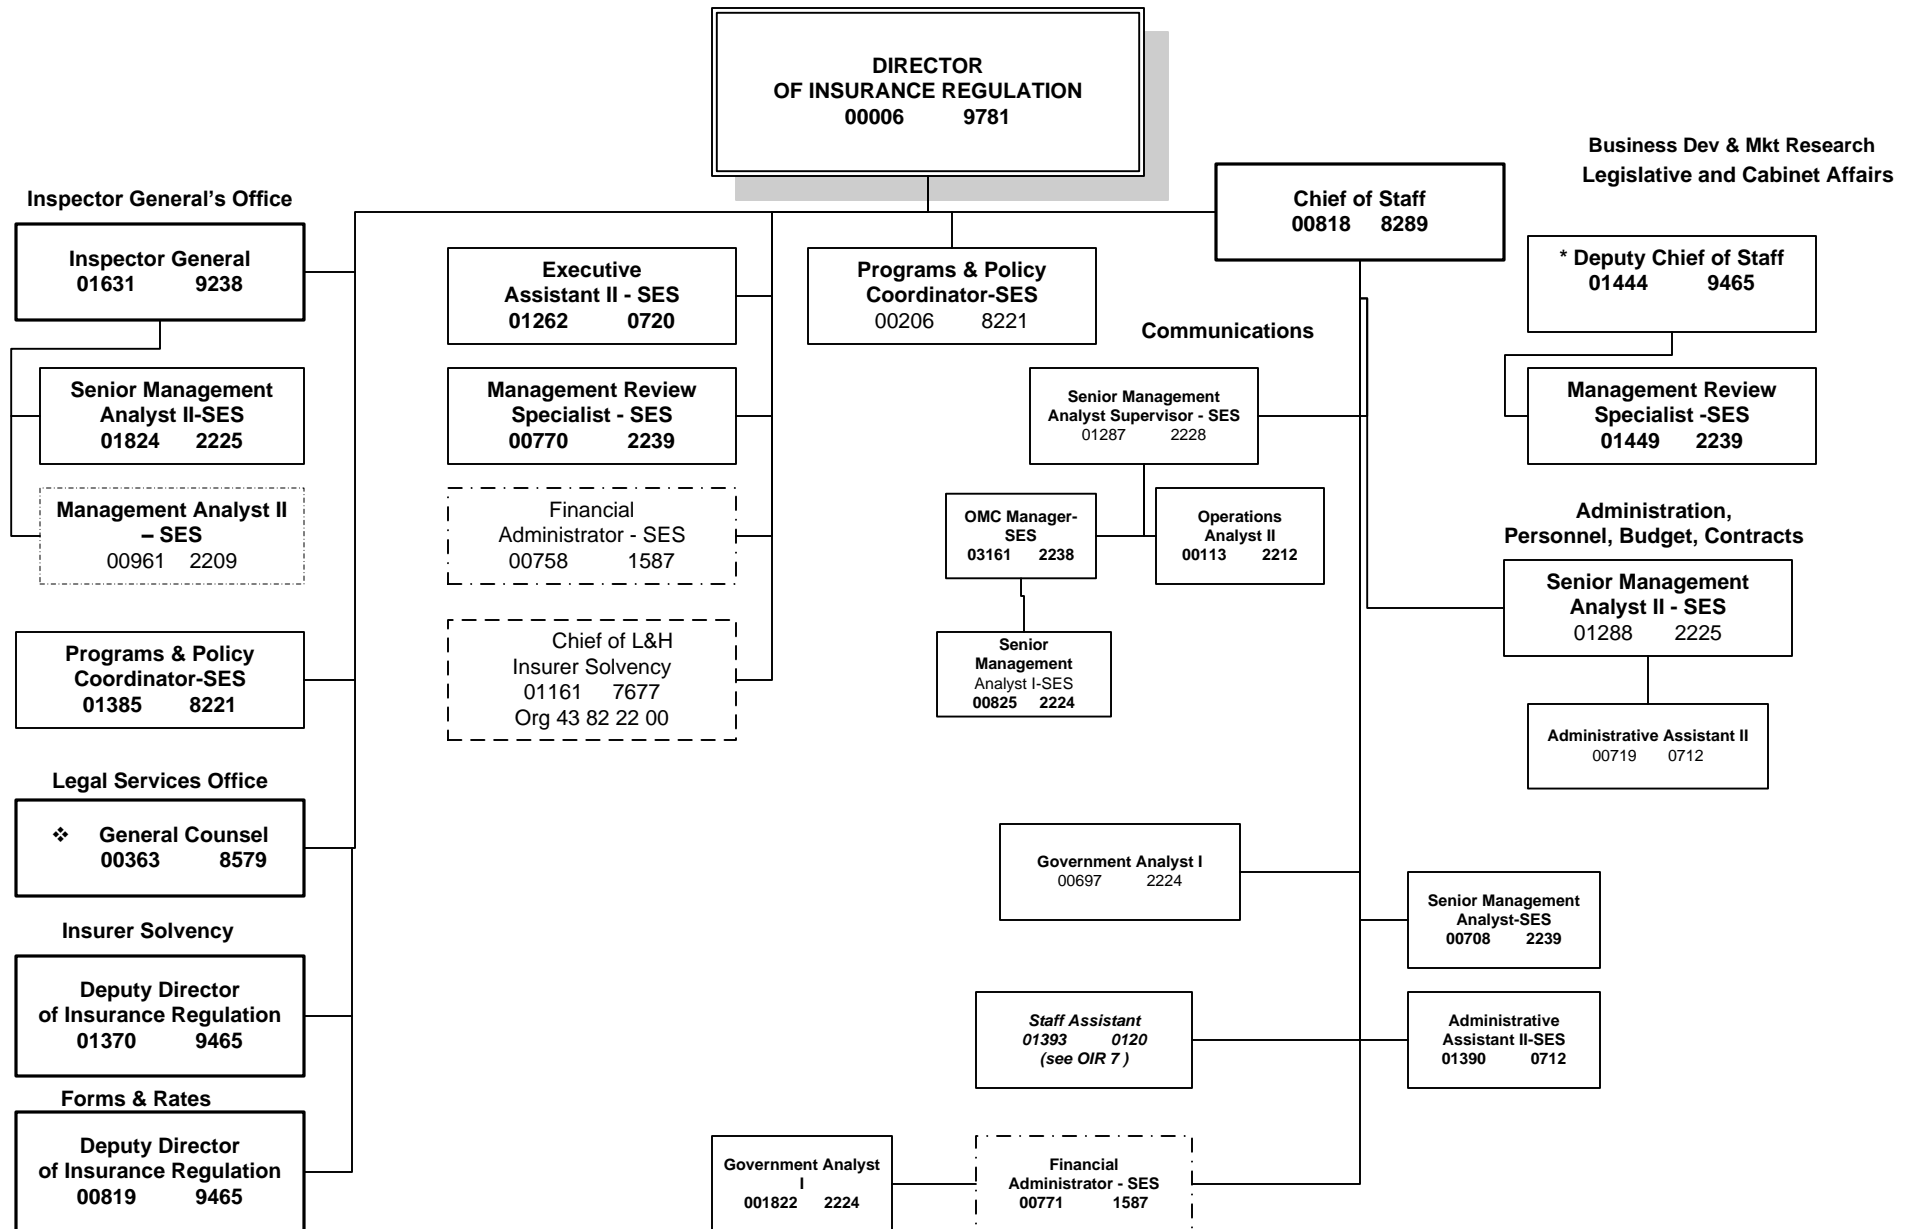 DIRECTOR
OF INSURANCE REGULATION
00006 9781
Business Dev & Mkt Research
Legislative and Cabinet Affairs
Chief of Staff
00818 8289
* Deputy Chief of Staff
01444 9465
Management Review
Specialist -SES
01449 2239
Inspector General's Office
Inspector General
01631 9238
Senior Management
Analyst II-SES
01824 2225
Management Analyst II
– SES
00961 2209
Programs & Policy
Coordinator-SES
01385 8221
Legal Services Office
❖ General Counsel
00363 8579
Insurer Solvency
Deputy Director
of Insurance Regulation
01370 9465
Forms & Rates
Deputy Director
of Insurance Regulation
00819 9465
Executive
Assistant II - SES
01262 0720
Management Review
Specialist - SES
00770 2239
Financial
Administrator - SES
00758 1587
Chief of L&H
Insurer Solvency
01161 7677
Org 43 82 22 00
Programs & Policy
Coordinator-SES
00206 8221
Communications
Senior Management
Analyst Supervisor - SES
01287 2228
OMC Manager-
SES
03161 2238
Operations
Analyst II
00113 2212
Senior
Management
Analyst I-SES
00825 2224
Administration,
Personnel, Budget, Contracts
Senior Management
Analyst II - SES
01288 2225
Administrative Assistant II
00719 0712
Government Analyst I
00697 2224
Senior Management
Analyst-SES
00708 2239
Staff Assistant
01393 0120
(see OIR 7 )
Administrative
Assistant II-SES
01390 0712
Government Analyst
I
001822 2224
Financial
Administrator - SES
00771 1587